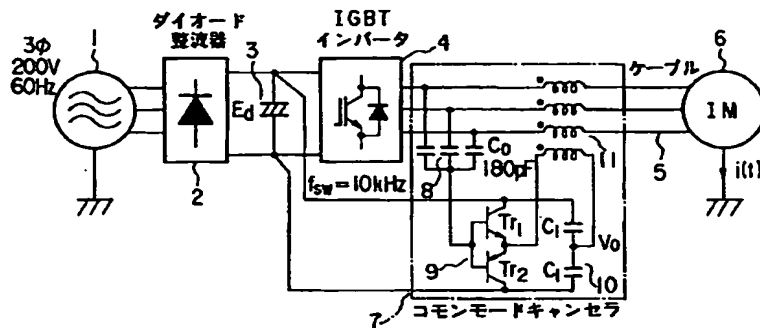 ダイオード
整流器
IGBT
インバータ
3φ
200V
60Hz
1
2
3
Ed
4
ケーブル
6
IM
5
i(t)
C0
180pF
8
11
fsw=10kHz
Tr1
Tr2
9
C1
C1
V0
10
7
コモンモードキャンセラ